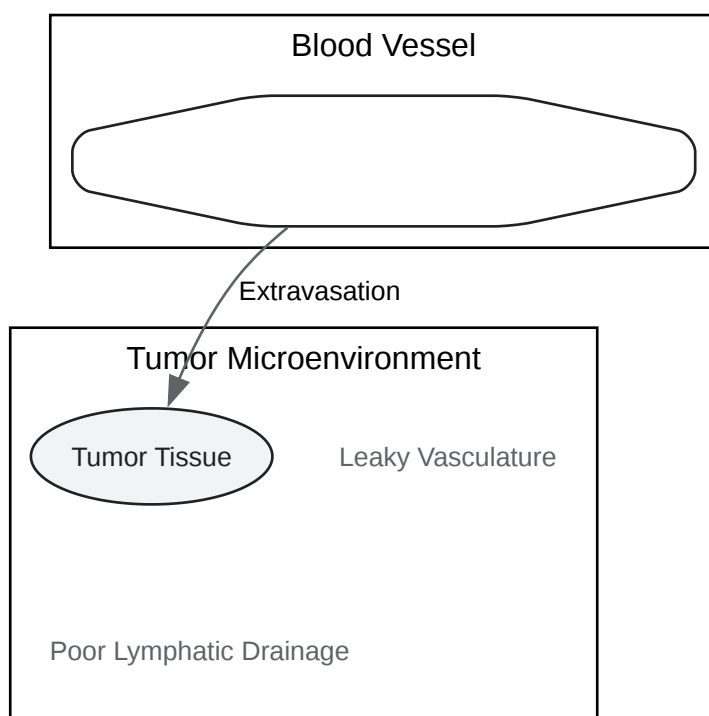 Blood Vessel
Extravasation
Tumor Microenvironment
Tumor Tissue
Leaky Vasculature
Poor Lymphatic Drainage